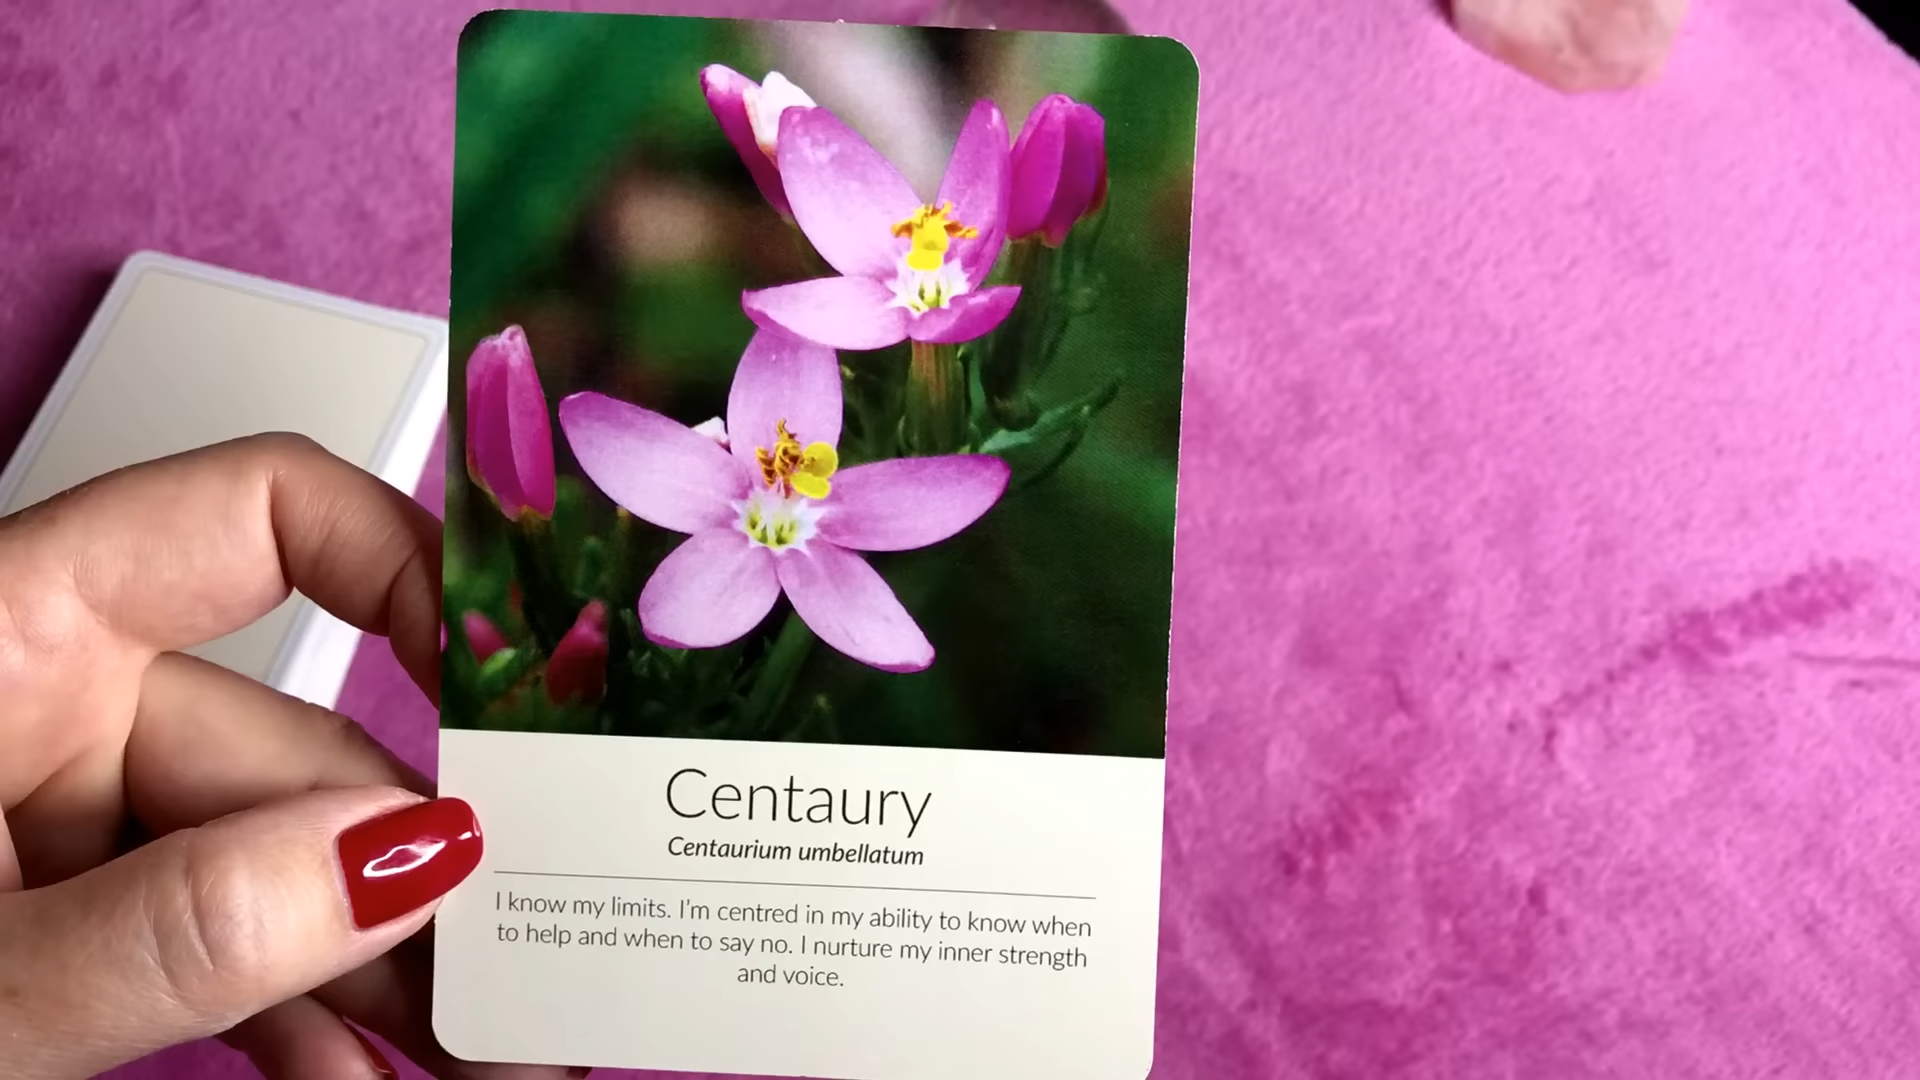 Centaury
Centaurium umbellatum
I know my limits. I'm centred in my ability to know when
to help and when to say no. I nurture my inner strength
and voice.